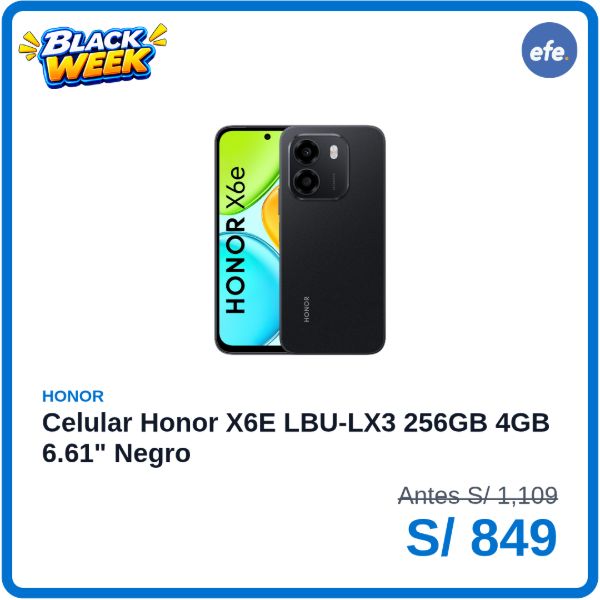 BLACK
WEEK
efe.
HONOR X6e
HONOR
HONOR
Celular Honor X6E LBU-LX3 256GB 4GB
6.61" Negro
Antes S/ 1,109
S/ 849